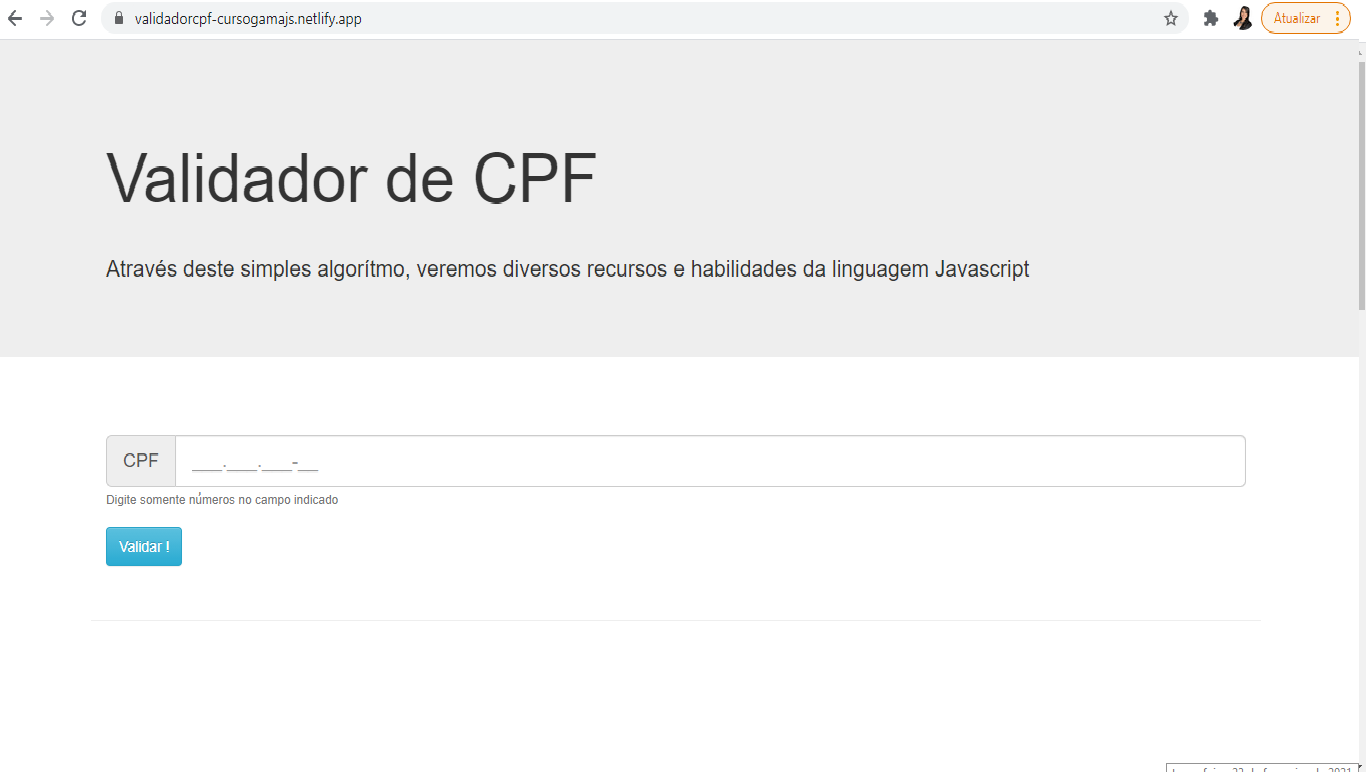 validadorcpf-cursogamajs.netlify.app
Atualizar
Validador de CPF
Através deste simples algorítmo, veremos diversos recursos e habilidades da linguagem Javascript
CPF ___.___.___-__
Digite somente números no campo indicado
Validar !